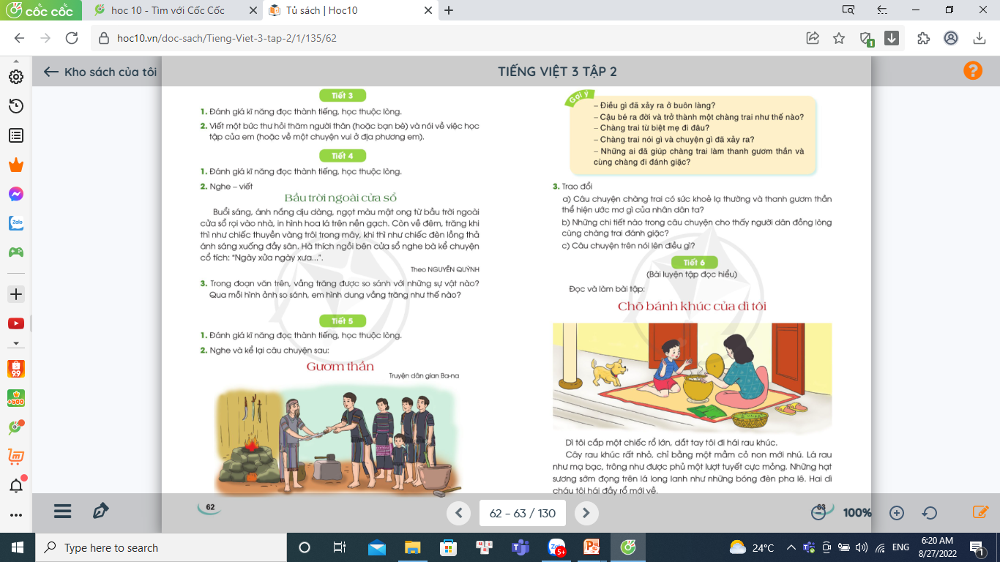 cốc cốc
hoc 10 - Tìm với Cốc Cốc
Tủ sách | Hoc10
hoc10.vn/doc-sach/Tieng-Viet-3-tap-2/1/135/62
1
Kho sách của tôi
TIẾNG VIỆT 3 TẬP 2
?
Tiết 3
1. Đánh giá kĩ năng đọc thành tiếng, học thuộc lòng.
2. Viết một bức thư hỏi thăm người thân (hoặc bạn bè) và nói về việc học
tập của em (hoặc về một chuyện vui ở địa phương em).
Tiết 4
1. Đánh giá kĩ năng đọc thành tiếng, học thuộc lòng.
2. Nghe – viết
Bầu trời ngoài cửa sổ
Buổi sáng, ánh nắng dịu dàng, ngọt màu mật ong từ bầu trời ngoài
cửa sổ rọi vào nhà, in hình hoa lá trên nền gạch. Còn về đêm, trăng khi
thì như chiếc thuyền vàng trôi trong mây, khi thì như chiếc đèn lồng thả
ánh sáng xuống đầy sân. Hà thích ngồi bên cửa sổ nghe bà kể chuyện
cổ tích: “Ngày xửa ngày xưa...”.
Theo NGUYỄN QUỲNH
3. Trong đoạn văn trên, vầng trăng được so sánh với những sự vật nào?
Qua mỗi hình ảnh so sánh, em hình dung vầng trăng như thế nào?
Tiết 5
1. Đánh giá kĩ năng đọc thành tiếng, học thuộc lòng.
2. Nghe và kể lại câu chuyện sau:
Gươm thần
Truyện dân gian Ba-na
62
Gợi ý
– Điều gì đã xảy ra ở buôn làng?
– Cậu bé ra đời và trở thành một chàng trai như thế nào?
– Chàng trai từ biệt mẹ đi đâu?
– Chàng trai nói gì và chuyện gì đã xảy ra?
– Những ai đã giúp chàng trai làm thanh gươm thần và
cùng chàng đi đánh giặc?
3. Trao đổi
a) Câu chuyện chàng trai có sức khoẻ lạ thường và thanh gươm thần
thể hiện ước mơ gì của nhân dân ta?
b) Những chi tiết nào trong câu chuyện cho thấy người dân đồng lòng
cùng chàng trai đánh giặc?
c) Câu chuyện trên nói lên điều gì?
Tiết 6
(Bài luyện tập đọc hiểu)
Đọc và làm bài tập:
Chõ bánh khúc của dì tôi
Dì tôi cắp một chiếc rổ lớn, dắt tay tôi đi hái rau khúc.
Cây rau khúc rất nhỏ, chỉ bằng một mầm cỏ non mới nhú. Lá rau
như mạ bạc, trông như được phủ một lượt tuyết cực mỏng. Những hạt
sương sớm đọng trên lá long lanh như những bóng đèn pha lê. Hai dì
cháu tôi hái đầy rổ mới về.
63
62 - 63 / 130
100%
Zalo
9.9
+500
Type here to search
Zalo
5+
24°C
ENG
6:20 AM
8/27/2022
1